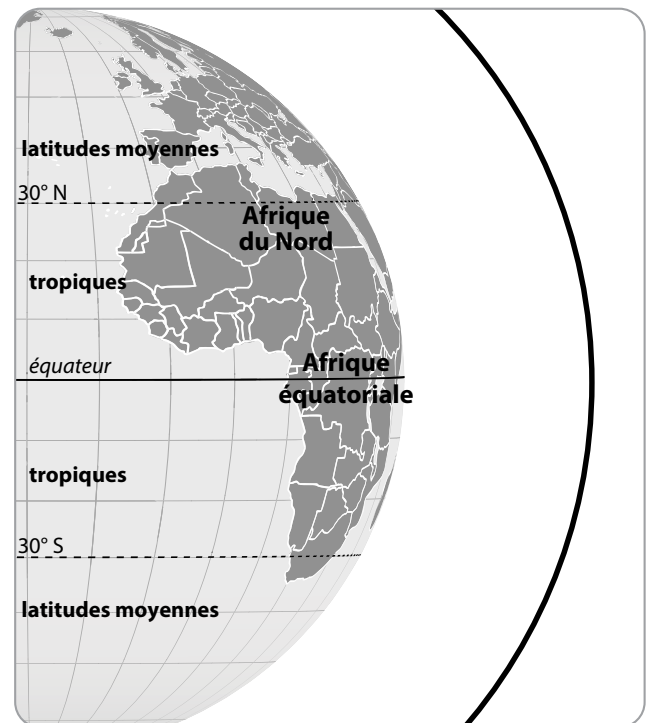 latitudes moyennes
30° N
Afrique
du Nord
tropiques
équateur
Afrique
équatoriale
tropiques
30° S
latitudes moyennes